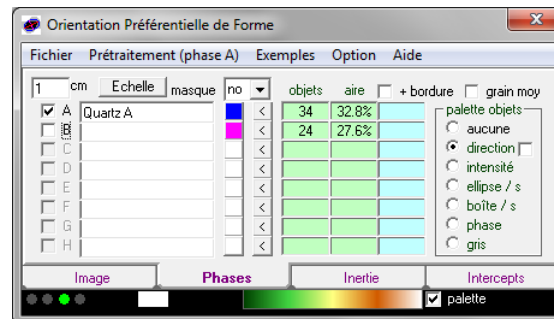 Orientation Préférentielle de Forme
Fichier Prétraitement (phase A) Exemples Option Aide
1 cm Echelle masque no objets aire + bordure grain moy
A Quartz A < 34 32.8% palette objets
B < 24 27.6% aucune
C < direction
D < intensité
E < ellipse / s
F < boîte / s
G < phase
H < gris
Image Phases Inertie Intercepts
palette